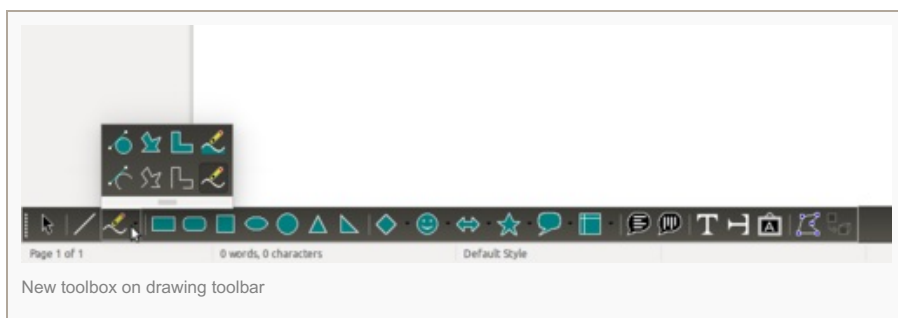 Page 1 of 1 0 words, 0 characters Default Style
New toolbox on drawing toolbar